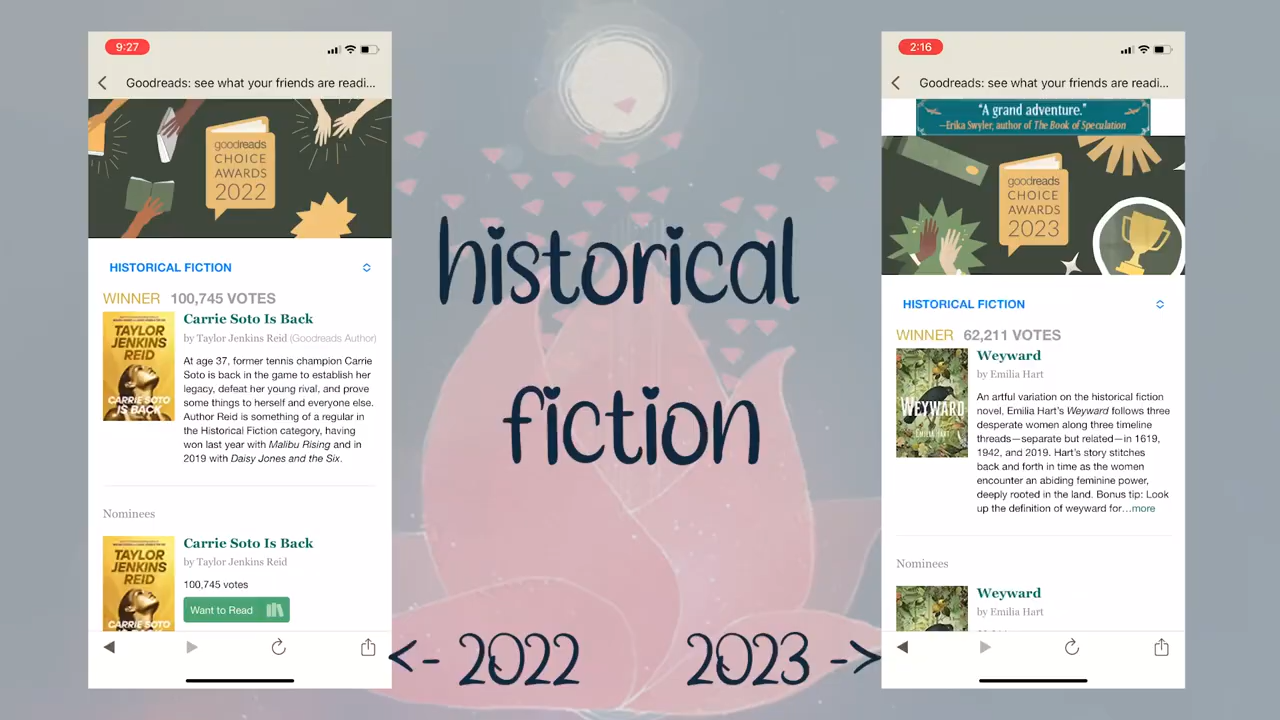 9:27
Goodreads: see what your friends are readi...
goodreads
CHOICE
AWARDS
2022
HISTORICAL FICTION
WINNER 100,745 VOTES
TAYLOR
JENKINS
REID
CARRIE SOTO
IS BACK
Carrie Soto Is Back
by Taylor Jenkins Reid (Goodreads Author)
At age 37, former tennis champion Carrie
Soto is back in the game to establish her
legacy, defeat her young rival, and prove
some things to herself and everyone else.
Author Reid is something of a regular in
the Historical Fiction category, having
won last year with Malibu Rising and in
2019 with Daisy Jones and the Six.
Nominees
TAYLOR
JENKINS
REID
CARRIE SOTO
Carrie Soto Is Back
by Taylor Jenkins Reid
100,745 votes
Want to Read
historical
fiction
<- 2022
2023 ->
2:16
Goodreads: see what your friends are readi...
"A grand adventure."
—Erika Swyler, author of The Book of Speculation
goodreads
CHOICE
AWARDS
2023
HISTORICAL FICTION
WINNER 62,211 VOTES
WEYWARD
EMILIA HART
Weyward
by Emilia Hart
An artful variation on the historical fiction
novel, Emilia Hart's Weyward follows three
desperate women along three timeline
threads—separate but related—in 1619,
1942, and 2019. Hart's story stitches
back and forth in time as the women
encounter an abiding feminine power,
deeply rooted in the land. Bonus tip: Look
up the definition of weyward for...more
Nominees
Weyward
by Emilia Hart